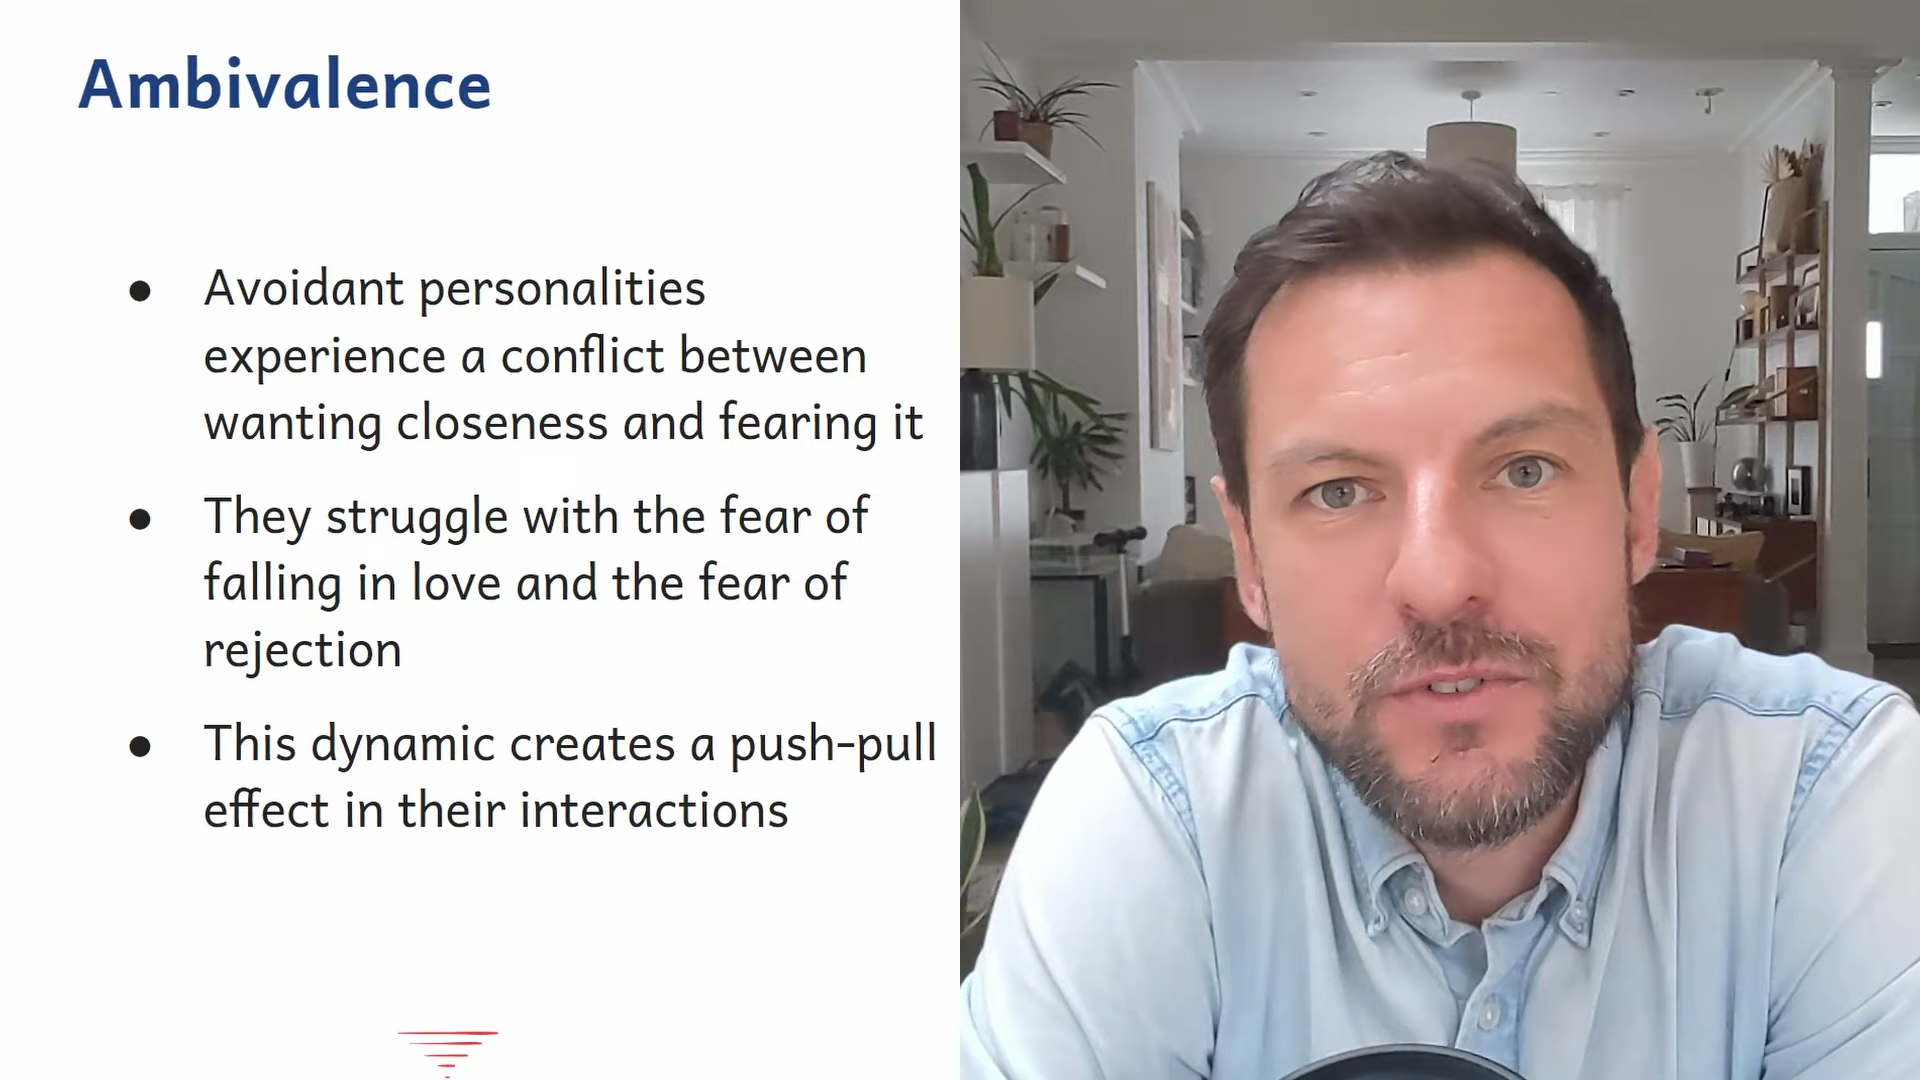 Ambivalence
● Avoidant personalities
experience a conflict between
wanting closeness and fearing it
● They struggle with the fear of
falling in love and the fear of
rejection
● This dynamic creates a push-pull
effect in their interactions